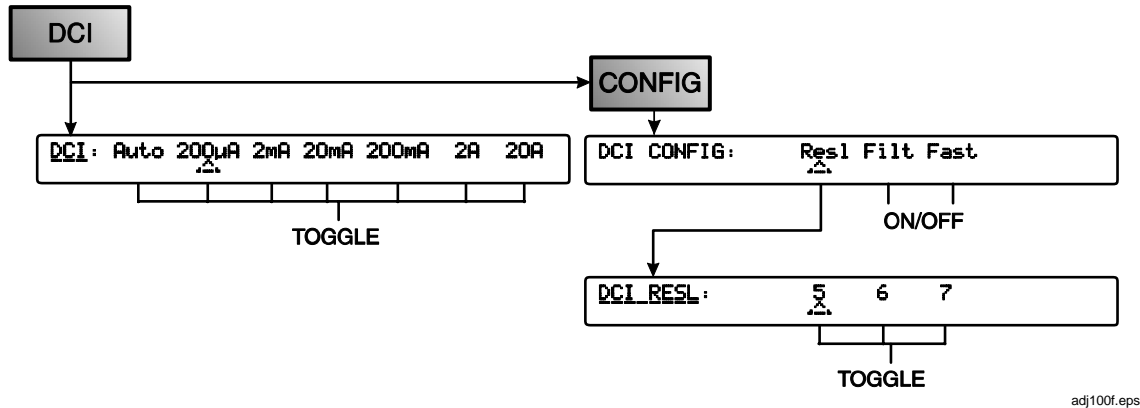 DCI
CONFIG
DCI: Auto 200µA 2mA 20mA 200mA 2A 20A
TOGGLE
DCI CONFIG: Resl Filt Fast
ON/OFF
DCI RESL: 5 6 7
TOGGLE
adj100f.eps